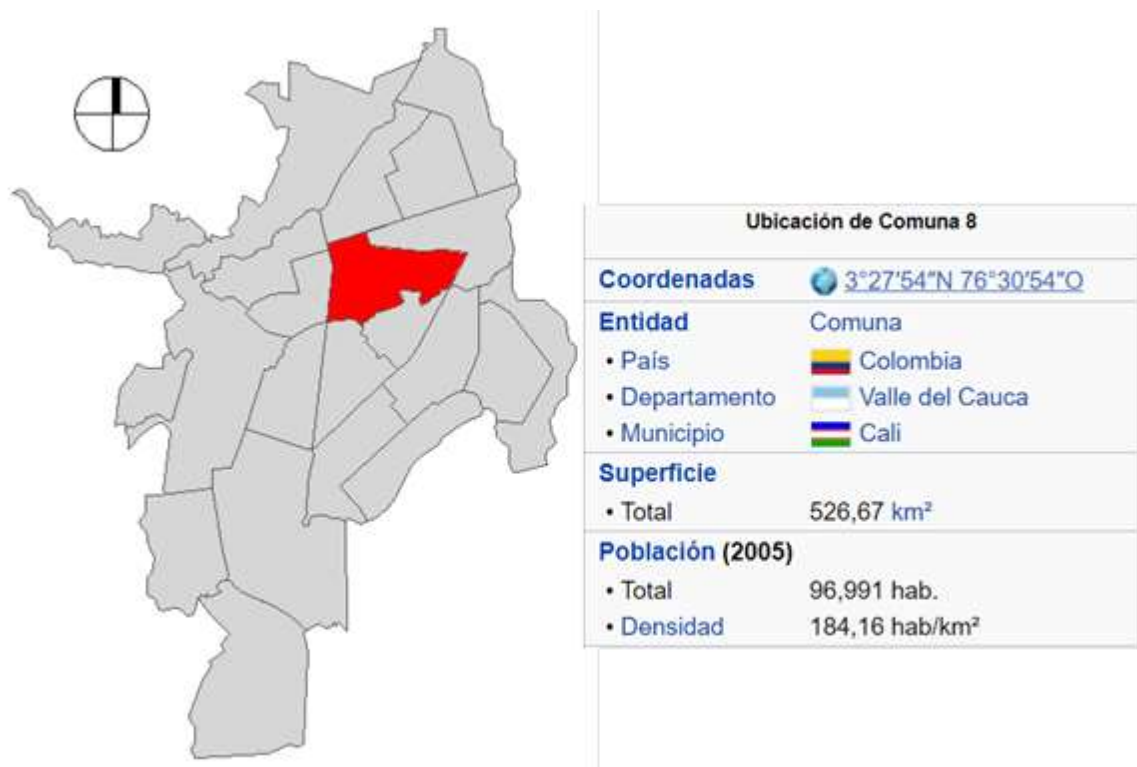 Ubicación de Comuna 8
Coordenadas 3°27′54″N 76°30′54″O
Entidad Comuna
• País Colombia
• Departamento Valle del Cauca
• Municipio Cali
Superficie
• Total 526,67 km²
Población (2005)
• Total 96,991 hab.
• Densidad 184,16 hab/km²